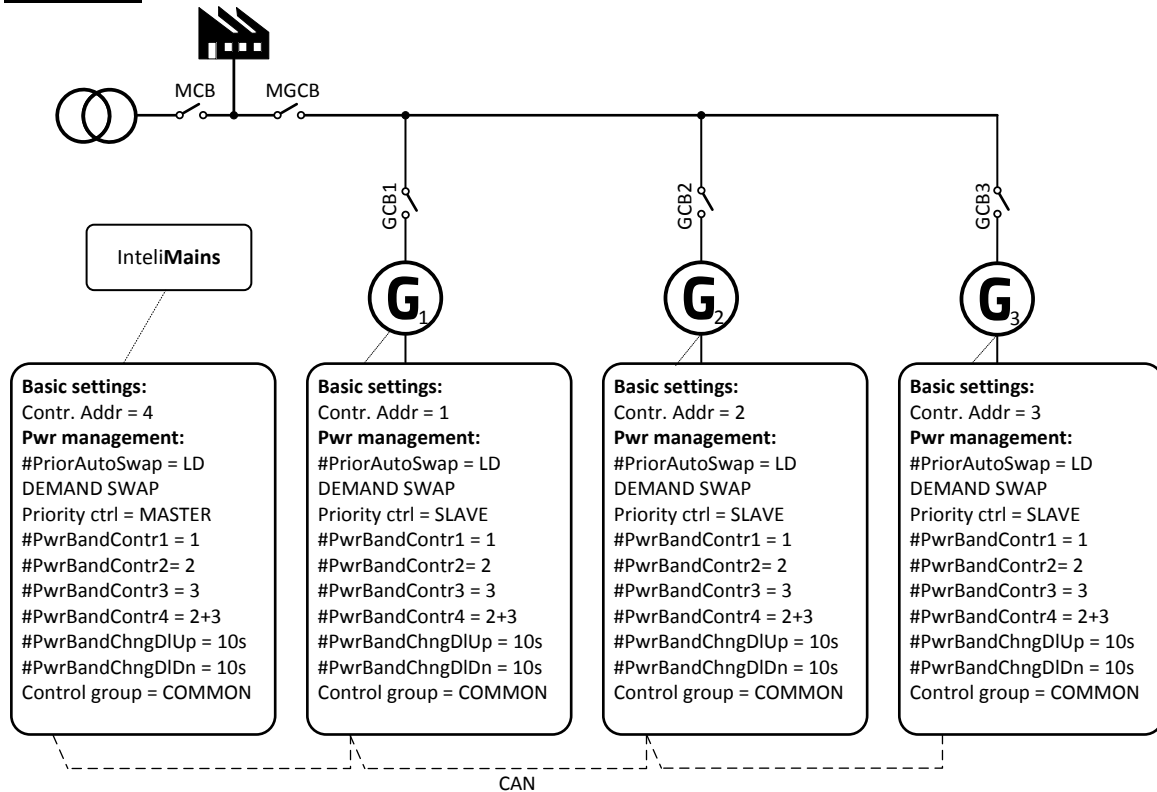 MCB
MGCB
GCB1
GCB2
GCB3
InteliMains
G1
G2
G3
Basic settings:
Contr. Addr = 4
Pwr management:
#PriorAutoSwap = LD
DEMAND SWAP
Priority ctrl = MASTER
#PwrBandContr1 = 1
#PwrBandContr2= 2
#PwrBandContr3 = 3
#PwrBandContr4 = 2+3
#PwrBandChngDlUp = 10s
#PwrBandChngDlDn = 10s
Control group = COMMON
Basic settings:
Contr. Addr = 1
Pwr management:
#PriorAutoSwap = LD
DEMAND SWAP
Priority ctrl = SLAVE
#PwrBandContr1 = 1
#PwrBandContr2= 2
#PwrBandContr3 = 3
#PwrBandContr4 = 2+3
#PwrBandChngDlUp = 10s
#PwrBandChngDlDn = 10s
Control group = COMMON
Basic settings:
Contr. Addr = 2
Pwr management:
#PriorAutoSwap = LD
DEMAND SWAP
Priority ctrl = SLAVE
#PwrBandContr1 = 1
#PwrBandContr2= 2
#PwrBandContr3 = 3
#PwrBandContr4 = 2+3
#PwrBandChngDlUp = 10s
#PwrBandChngDlDn = 10s
Control group = COMMON
Basic settings:
Contr. Addr = 3
Pwr management:
#PriorAutoSwap = LD
DEMAND SWAP
Priority ctrl = SLAVE
#PwrBandContr1 = 1
#PwrBandContr2= 2
#PwrBandContr3 = 3
#PwrBandContr4 = 2+3
#PwrBandChngDlUp = 10s
#PwrBandChngDlDn = 10s
Control group = COMMON
CAN